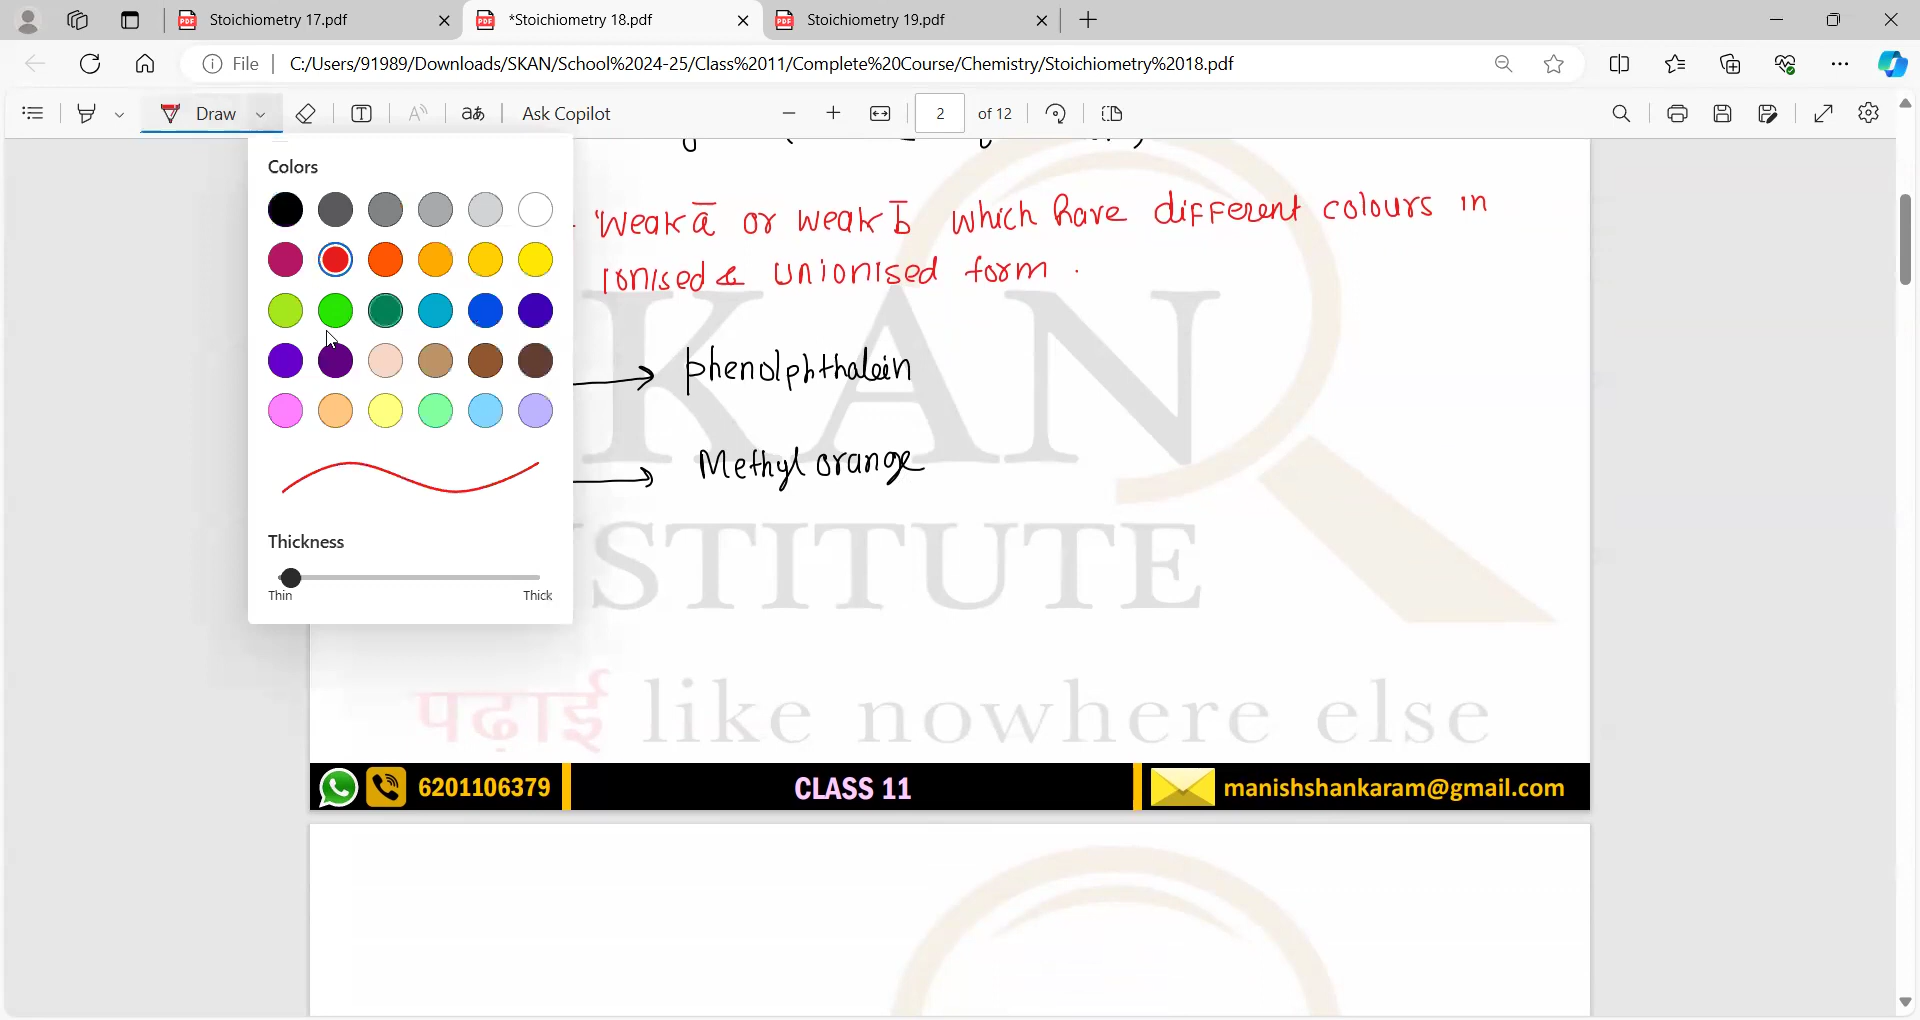 Stoichiometry 17.pdf
*Stoichiometry 18.pdf
Stoichiometry 19.pdf
File
C:/Users/91989/Downloads/SKAN/School%2024-25/Class%2011/Complete%20Course/Chemistry/Stoichiometry%2018.pdf
Draw
Ask Copilot
2 of 12
Colors
Weak a̅ or weak b̅ which have different colours in
Ionised & Unionised form.
SKAN
phenolphthalein
Methyl orange
INSTITUTE
Thickness
Thin
Thick
पढ़ाई like nowhere else
6201106379
CLASS 11
manishshankaram@gmail.com